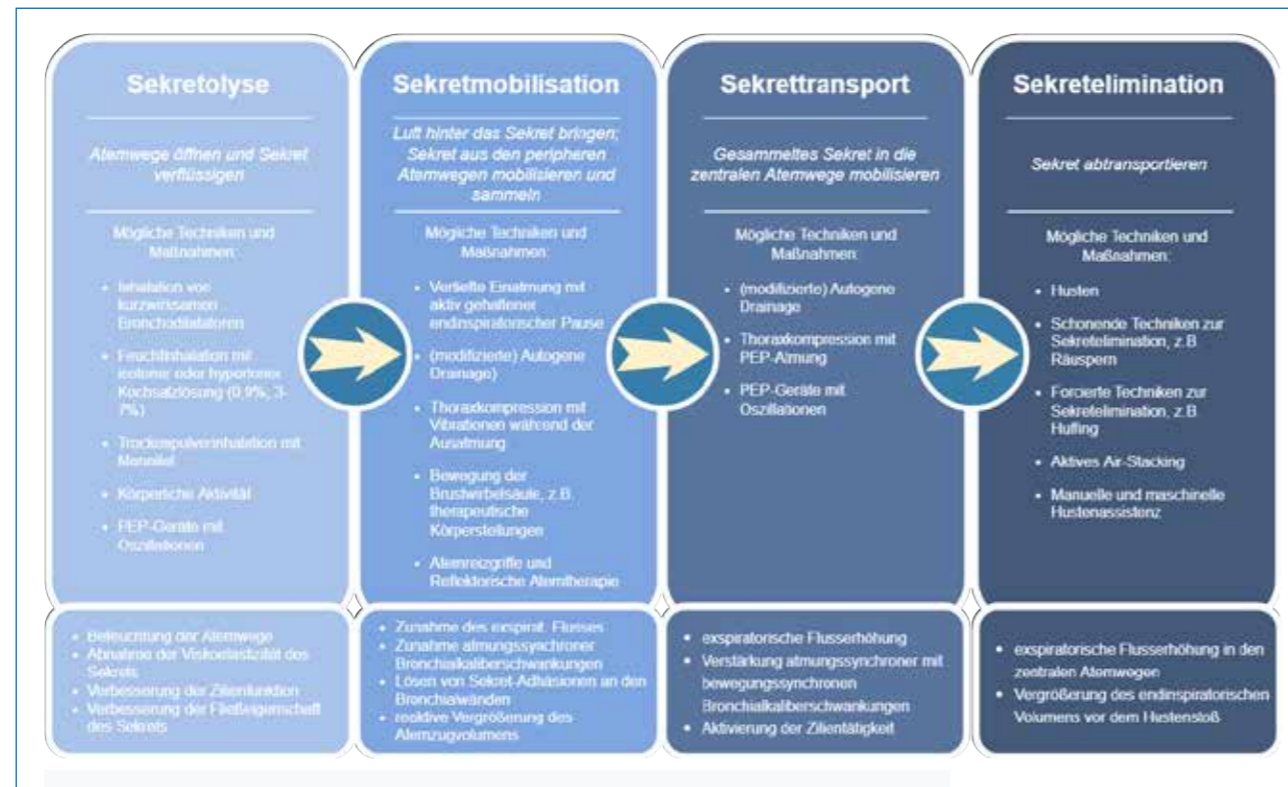 Sekretolyse
Atemwege öffnen und Sekret
verflüssigen
Mögliche Techniken und
Maßnahmen:
• Inhalation von
kurzwirksamen
Bronchodilatatoren
• Feuchtinhalation mit
isotoner oder hypertoner
Kochsalzlösung (0,9%; 3-
7%)
• Trockenpulverinhalation mit
Mannitol
• Körperliche Aktivität
• PEP-Geräte mit
Oszillationen
• Befeuchtung der Atemwege
• Abnahme der Viskoelastizität des
Sekrets
• Verbesserung der Zilienfunktion
• Verbesserung der Fließeigenschaft
des Sekrets
Sekretmobilisation
Luft hinter das Sekret bringen;
Sekret aus den peripheren
Atemwegen mobilisieren und
sammeln
Mögliche Techniken und
Maßnahmen:
• Vertiefte Einatmung mit
aktiv gehaltener
endinspiratorischer Pause
• (modifizierte) Autogene
Drainage)
• Thoraxkompression mit
Vibrationen während der
Ausatmung
• Bewegung der
Brustwirbelsäule, z.B.
therapeutische
Körperstellungen
• Atemreizgriffe und
Reflektorische Atemtherapie
• Zunahme des exspirat. Flusses
• Zunahme atmungssynchroner
Bronchialkaliberschwankungen
• Lösen von Sekret-Adhäsionen an den
Bronchialwänden
• reaktive Vergrößerung des
Atemzugvolumens
Sekrettransport
Gesammeltes Sekret in die
zentralen Atemwege mobilisieren
Mögliche Techniken und
Maßnahmen:
• (modifizierte) Autogene
Drainage
• Thoraxkompression mit
PEP-Atmung
• PEP-Geräte mit
Oszillationen
• exspiratorische Flusserhöhung
• Verstärkung atmungssynchroner mit
bewegungssynchronen
Bronchialkaliberschwankungen
• Aktivierung der Zilientätigkeit
Sekretelimination
Sekret abtransportieren
Mögliche Techniken und
Maßnahmen:
• Husten
• Schonende Techniken zur
Sekretelimination, z.B.
Räuspern
• Forcierte Techniken zur
Sekretelimination, z.B.
Huffing
• Aktives Air-Stacking
• Manuelle und maschinelle
Hustenassistenz
• exspiratorische Flusserhöhung in den
zentralen Atemwegen
• Vergrößerung des endinspiratorischen
Volumens vor dem Hustenstoß